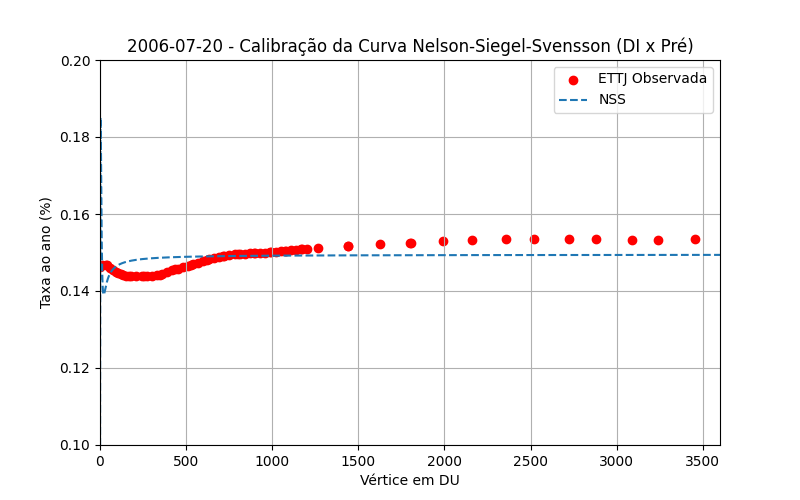 2006-07-20 - Calibração da Curva Nelson-Siegel-Svensson (DI x Pré)
ETTJ Observada
NSS
Taxa ao ano (%)
0.20
0.18
0.16
0.14
0.12
0.10
0
500
1000
1500
2000
2500
3000
3500
Vértice em DU